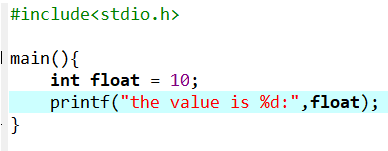 #include<stdio.h>
main(){
int float = 10;
printf("the value is %d:",float);
}